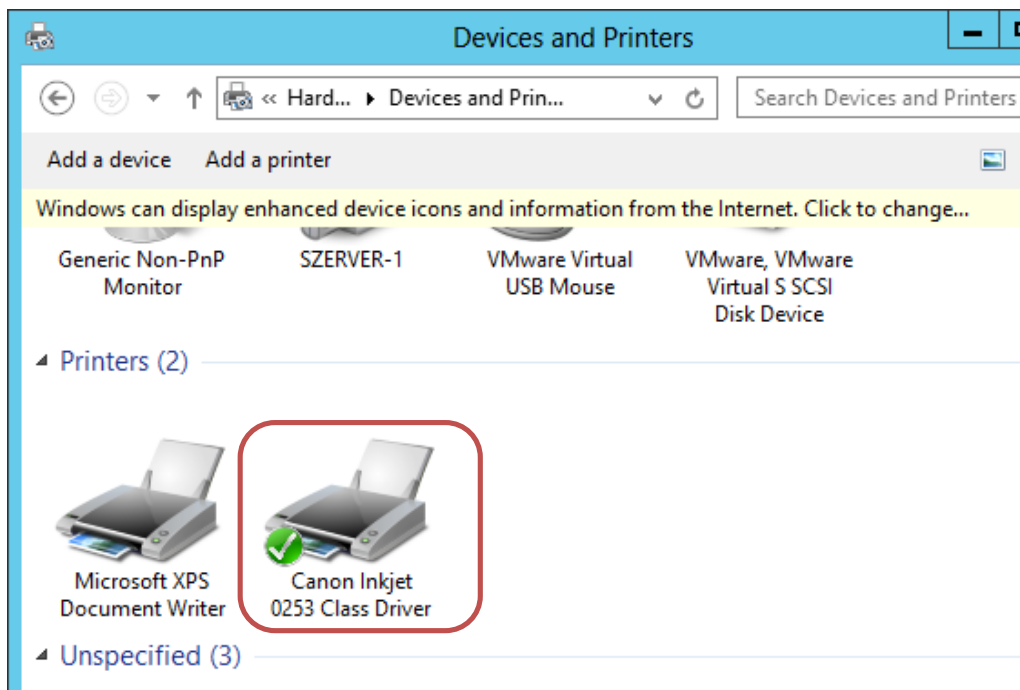 Devices and Printers
« Hard... ▸ Devices and Prin...
Search Devices and Printers
Add a device Add a printer
Windows can display enhanced device icons and information from the Internet. Click to change...
Generic Non-PnP
Monitor
SZERVER-1
VMware Virtual
USB Mouse
VMware, VMware
Virtual S SCSI
Disk Device
Printers (2)
Microsoft XPS
Document Writer
Canon Inkjet
0253 Class Driver
Unspecified (3)